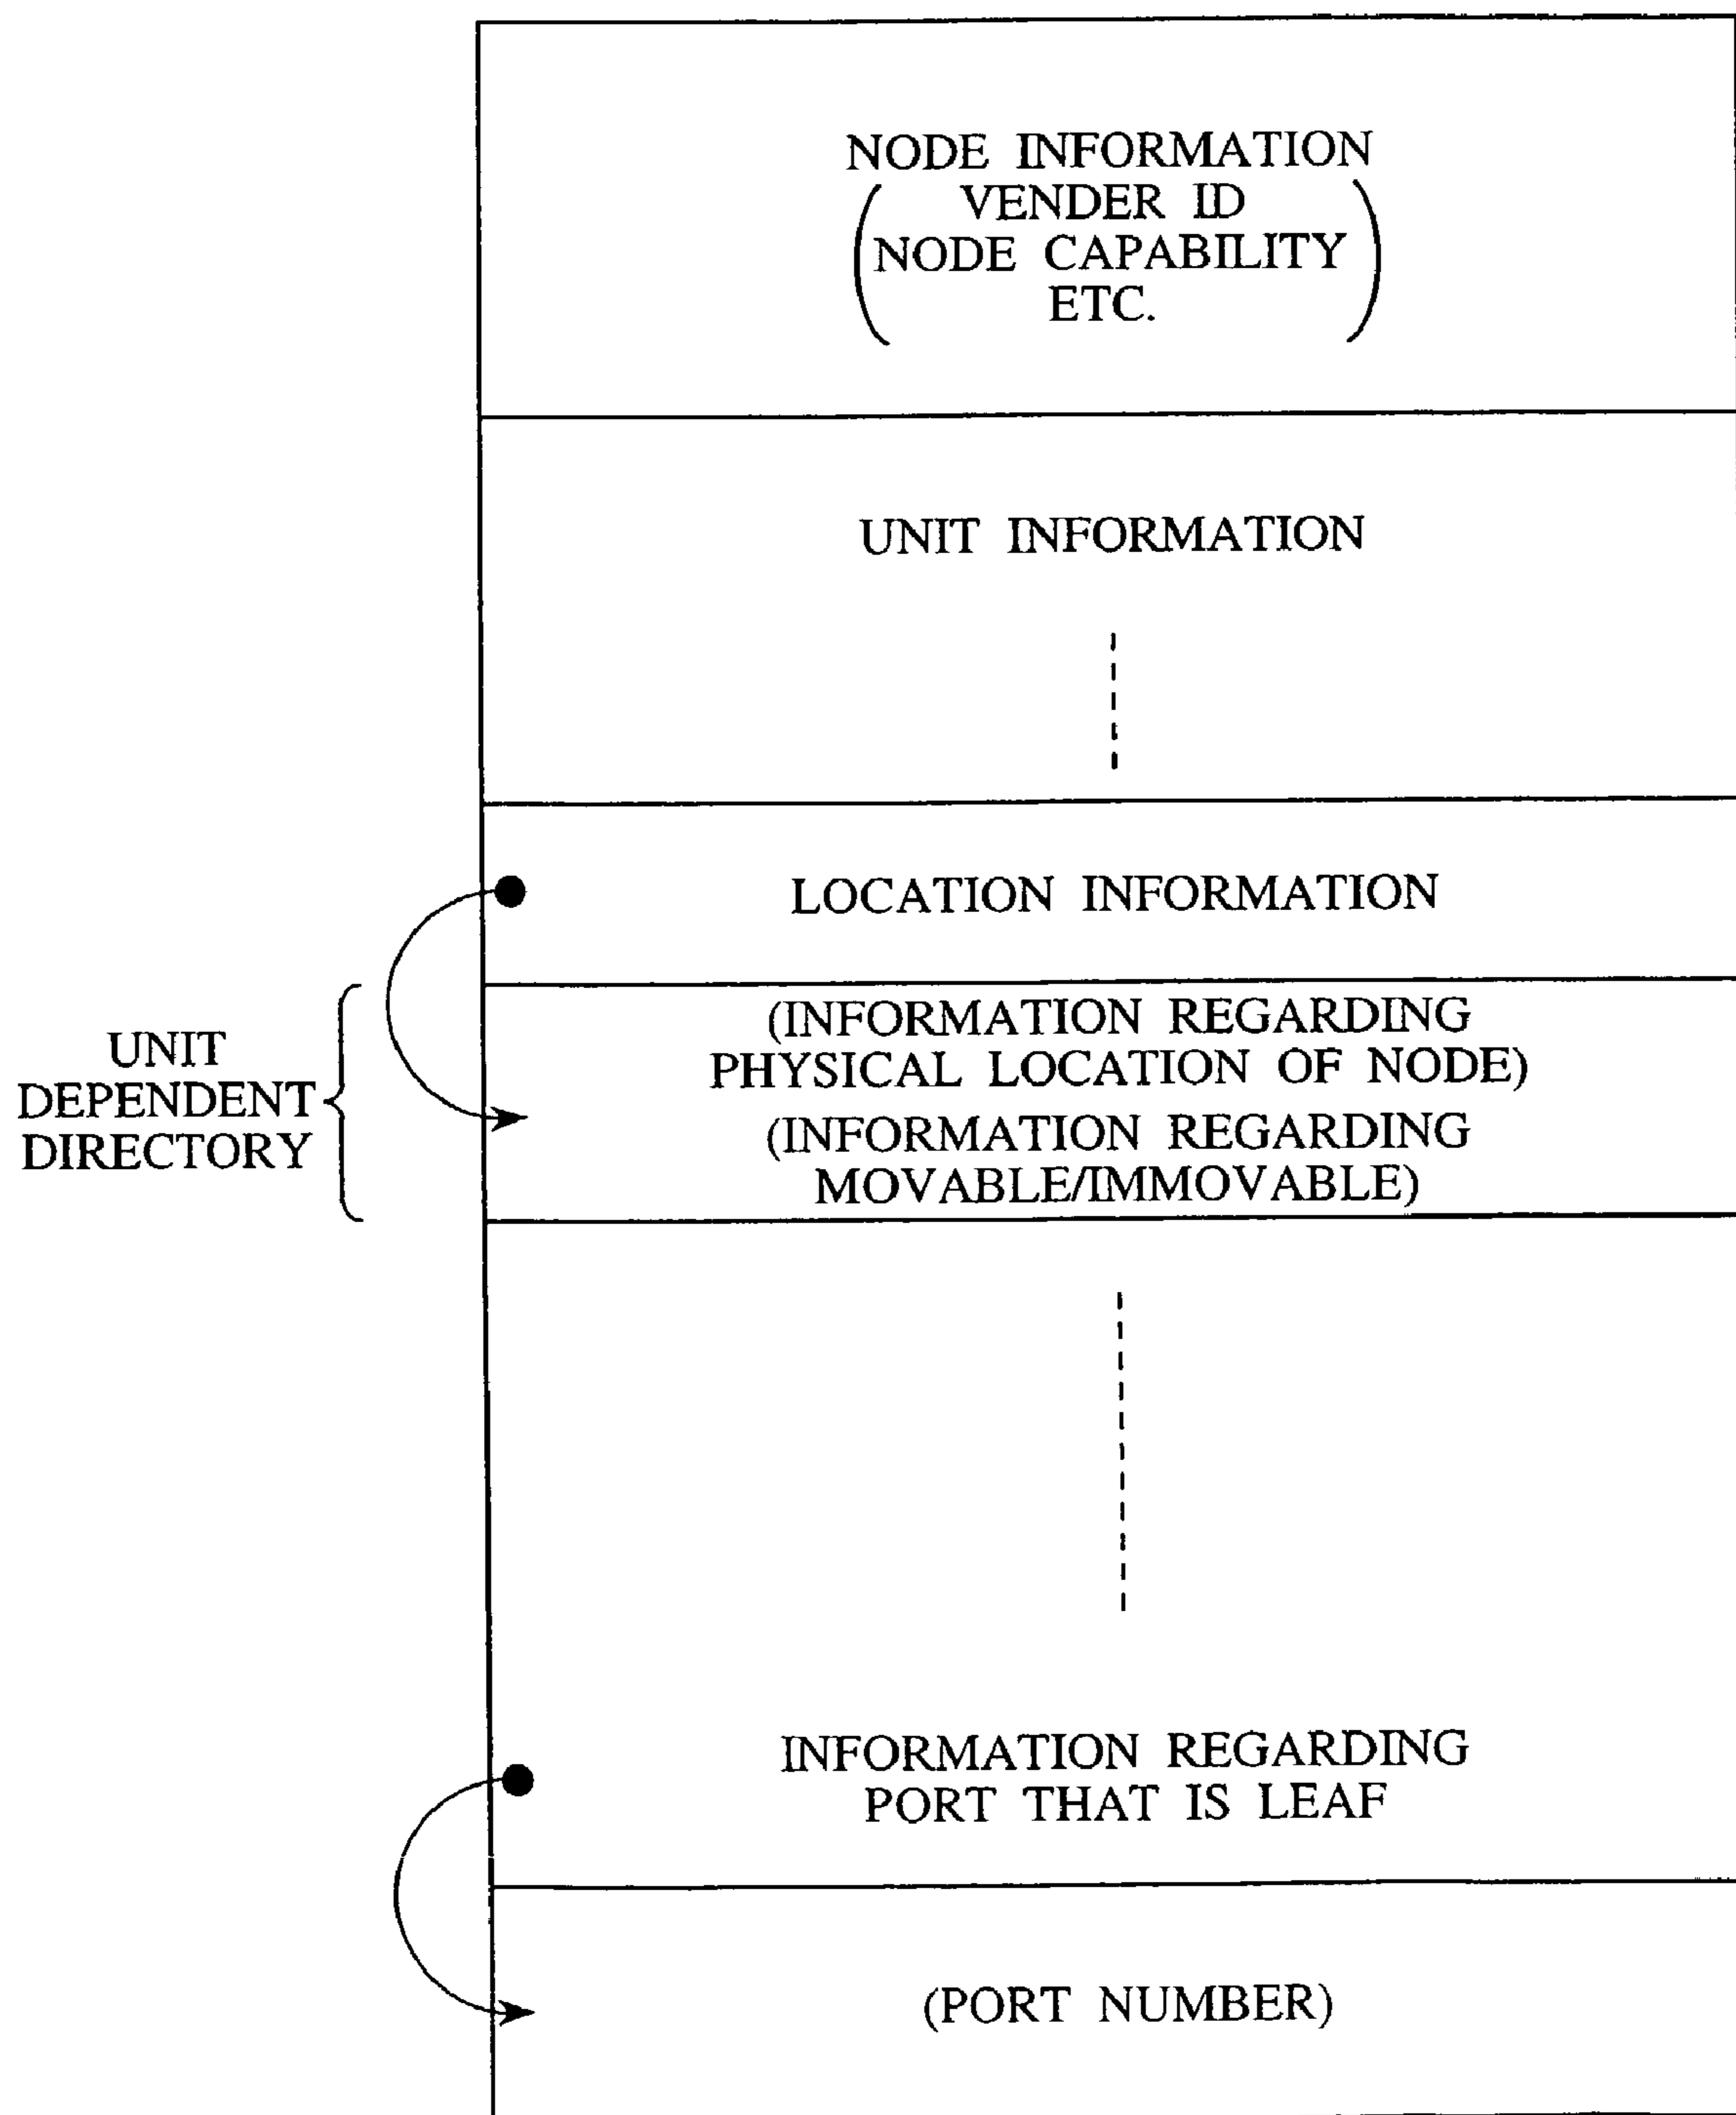 NODE INFORMATION
VENDER ID
NODE CAPABILITY
ETC.
UNIT INFORMATION
LOCATION INFORMATION
UNIT
DEPENDENT
DIRECTORY
(INFORMATION REGARDING
PHYSICAL LOCATION OF NODE)
(INFORMATION REGARDING
MOVABLE/IMMOVABLE)
INFORMATION REGARDING
PORT THAT IS LEAF
(PORT NUMBER)